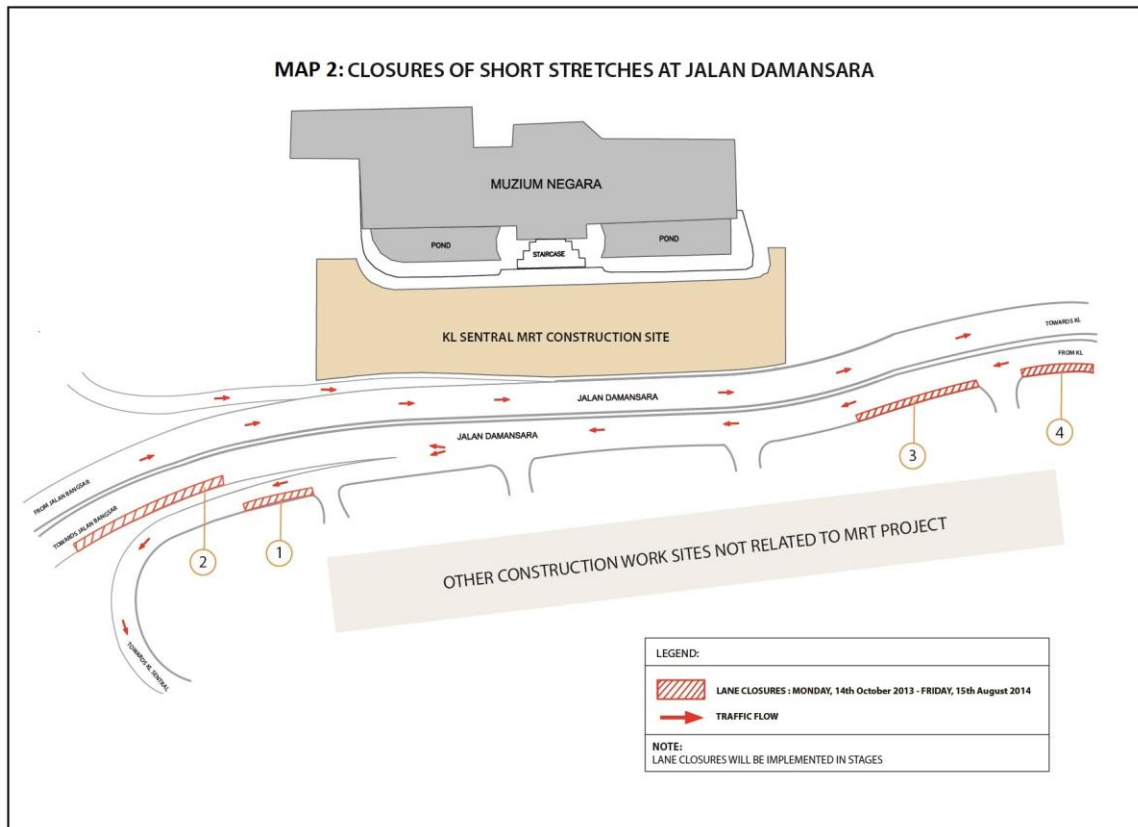 MAP 2: CLOSURES OF SHORT STRETCHES AT JALAN DAMANSARA
MUZIUM NEGARA
POND
STAIRCASE
POND
KL SENTRAL MRT CONSTRUCTION SITE
TOWARDS KL
FROM KL
JALAN DAMANSARA
JALAN DAMANSARA
4
3
FROM JALAN BANGSAR
TOWARDS JALAN BANGSAR
2
1
TOWARDS KL SENTRAL
OTHER CONSTRUCTION WORK SITES NOT RELATED TO MRT PROJECT
LEGEND:
LANE CLOSURES : MONDAY, 14th October 2013 - FRIDAY, 15th August 2014
TRAFFIC FLOW
NOTE:
LANE CLOSURES WILL BE IMPLEMENTED IN STAGES